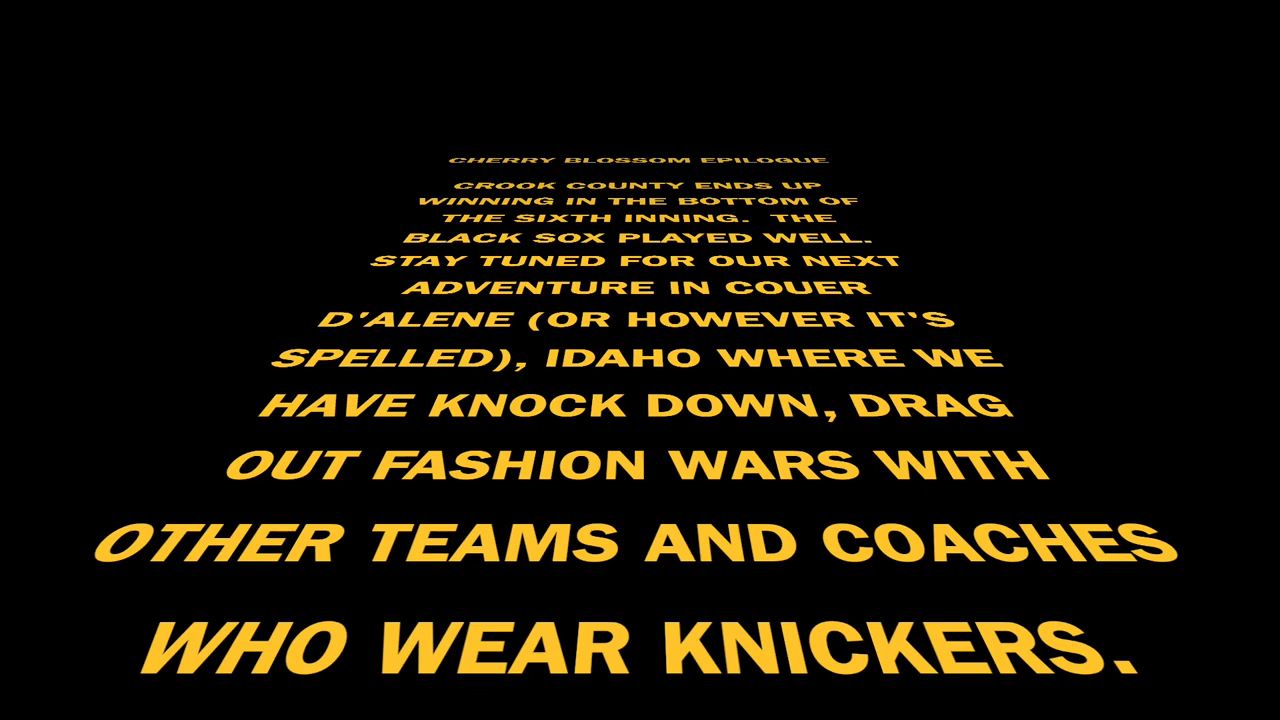 CHERRY BLOSSOM EPILOGUE
CROOK COUNTY ENDS UP
WINNING IN THE BOTTOM OF
THE SIXTH INNING.  THE
BLACK SOX PLAYED WELL.
STAY TUNED FOR OUR NEXT
ADVENTURE IN COUER
D'ALENE (OR HOWEVER IT'S
SPELLED), IDAHO WHERE WE
HAVE KNOCK DOWN, DRAG
OUT FASHION WARS WITH
OTHER TEAMS AND COACHES
WHO WEAR KNICKERS.